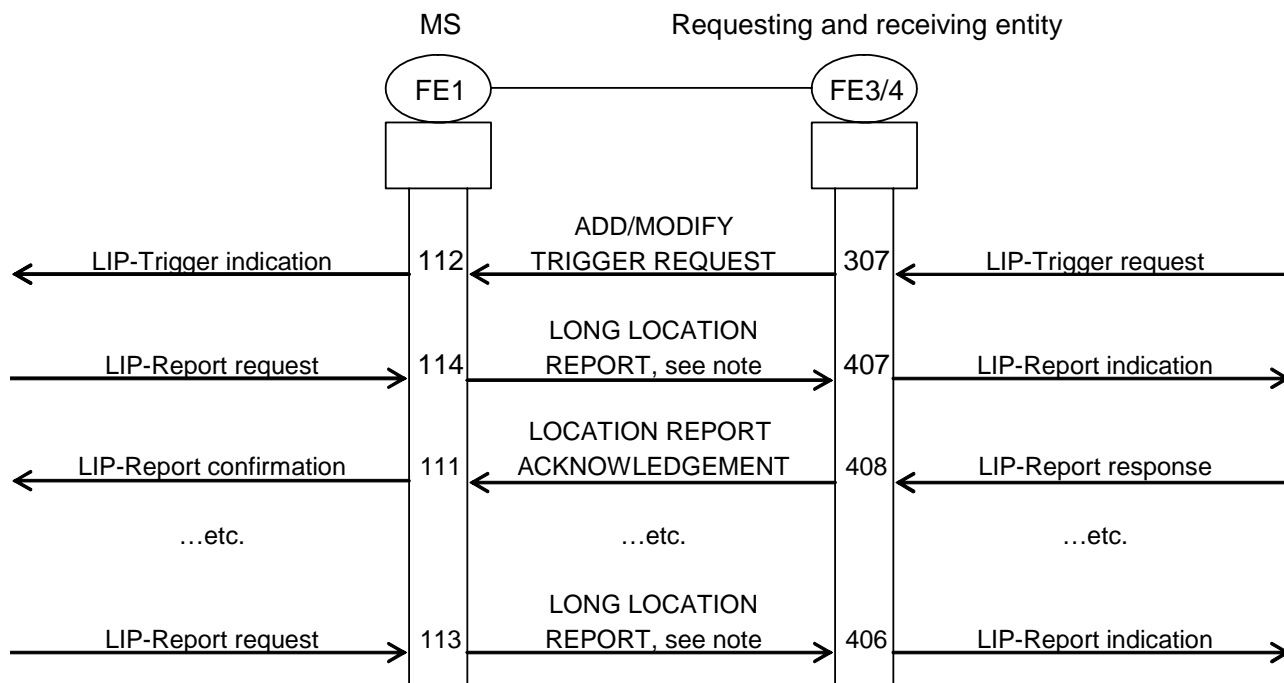 MS
Requesting and receiving entity
FE1
FE3/4
ADD/MODIFY
LIP-Trigger indication
112
TRIGGER REQUEST
307
LIP-Trigger request
LONG LOCATION
LIP-Report request
114
REPORT, see note
407
LIP-Report indication
LOCATION REPORT
LIP-Report confirmation
111
ACKNOWLEDGEMENT
408
LIP-Report response
…etc.
…etc.
…etc.
LONG LOCATION
LIP-Report request
113
REPORT, see note
406
LIP-Report indication